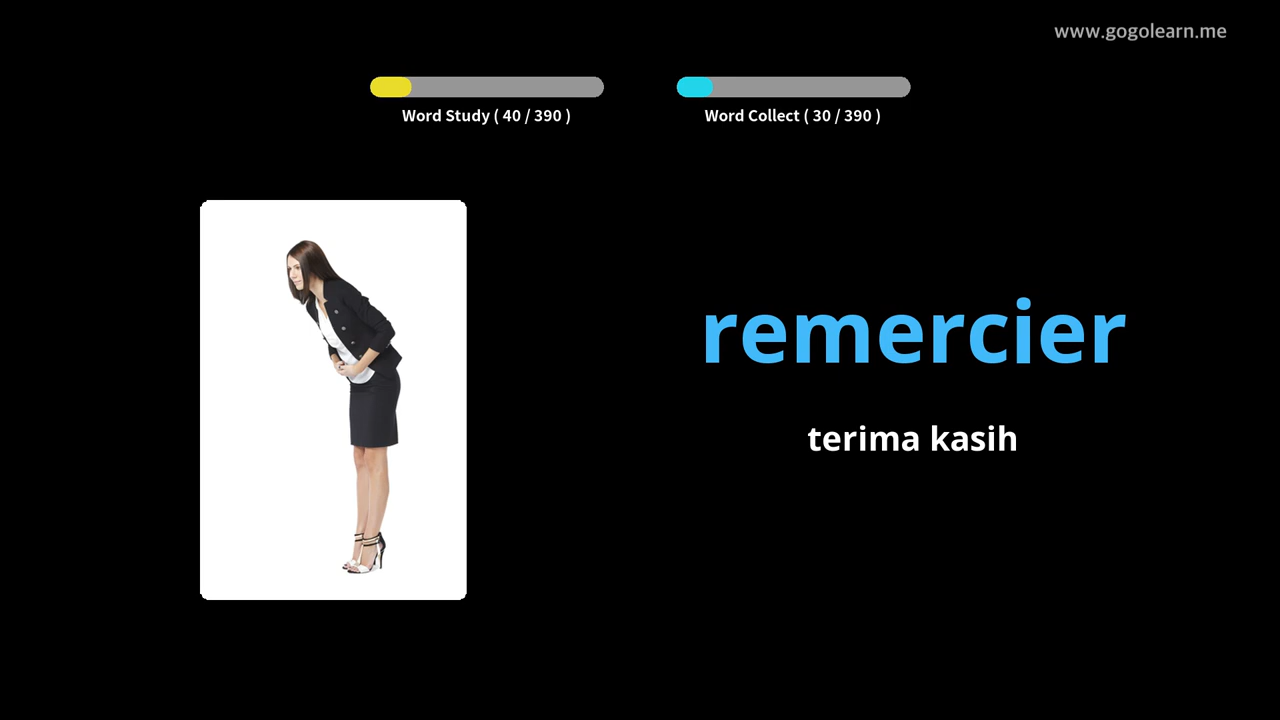 www.gogolearn.me
Word Study ( 40 / 390 )
Word Collect ( 30 / 390 )
remercier
terima kasih